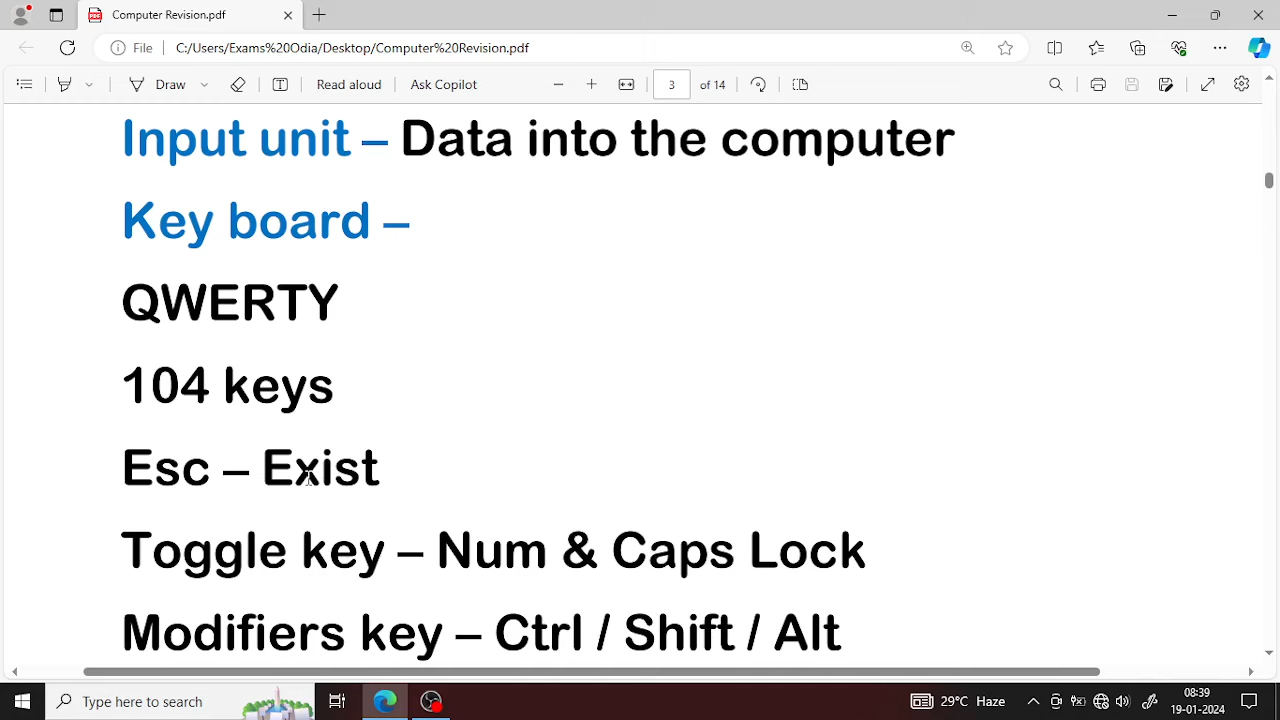 Computer Revision.pdf
File C:/Users/Exams%20Odia/Desktop/Computer%20Revision.pdf
Draw Read aloud Ask Copilot 3 of 14
Input unit – Data into the computer
Key board –
QWERTY
104 keys
Esc – Exist
Toggle key – Num & Caps Lock
Modifiers key – Ctrl / Shift / Alt
Type here to search 29°C Haze 08:39
19-01-2024